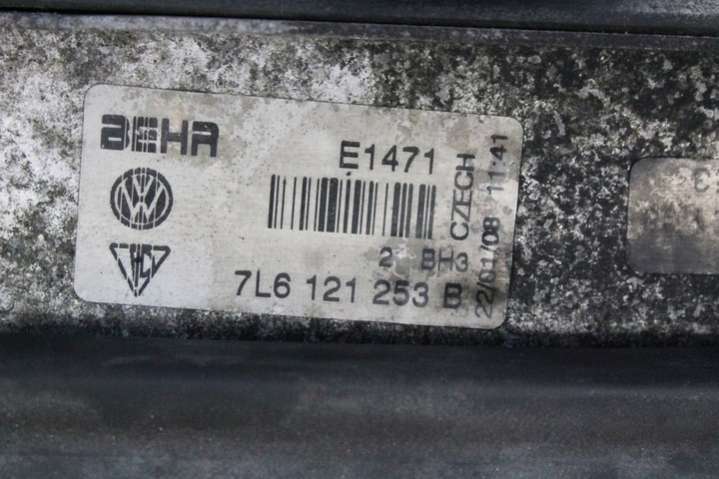 BEHR
E1471
2 BH3
7L6 121 253 B
CZECH
22/01/08 11:41